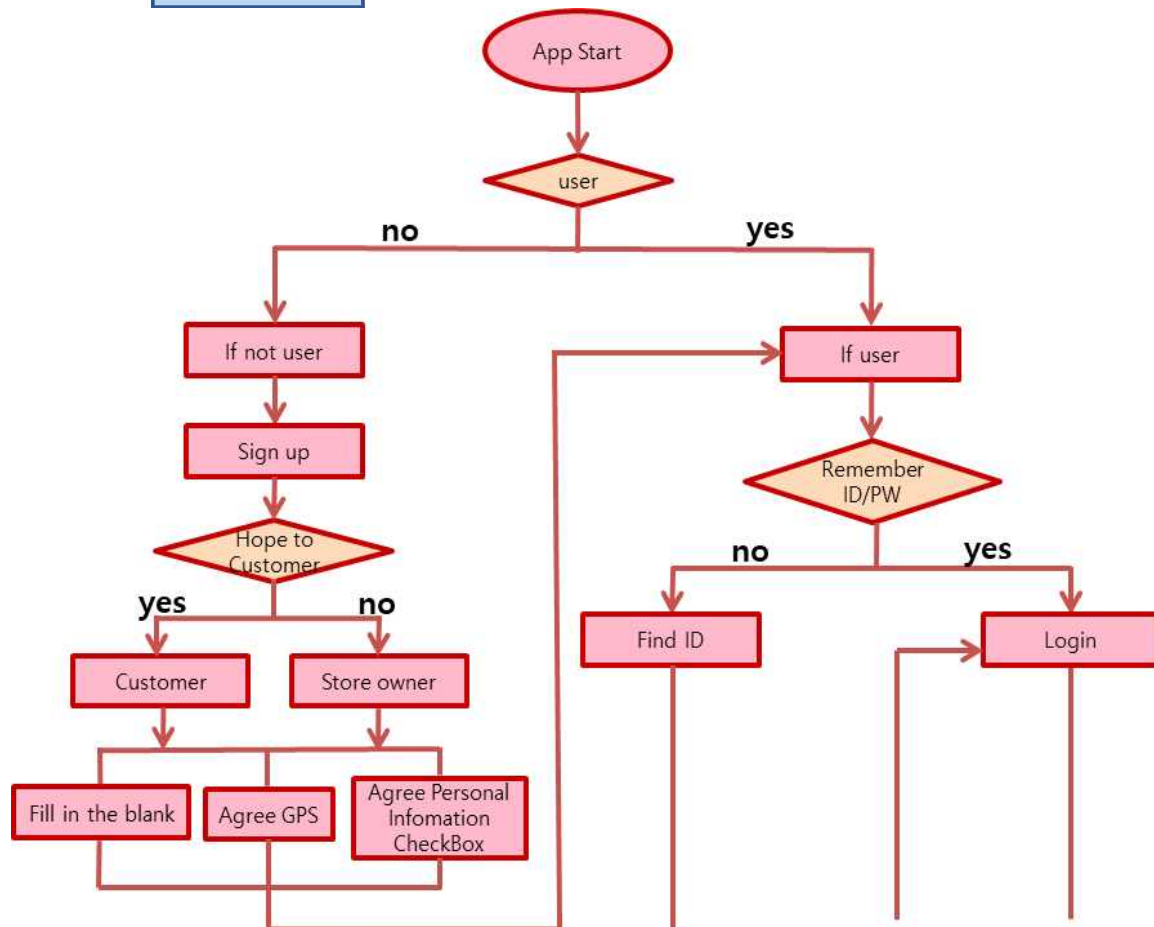 App Start
user
no
yes
If not user
If user
Sign up
Remember
ID/PW
Hope to
Customer
no
yes
yes
no
Find ID
Login
Customer
Store owner
Fill in the blank
Agree GPS
Agree Personal
Infomation
CheckBox